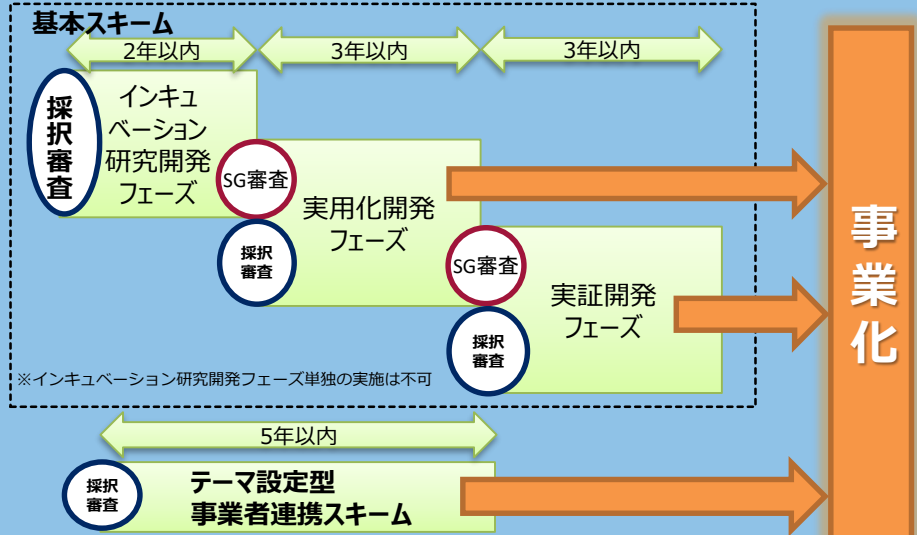 基本スキーム
2年以内
3年以内
3年以内
採択審査
インキュ
ベーション
研究開発
フェーズ
SG審査
採択
審査
実用化開発
フェーズ
SG審査
採択
審査
実証開発
フェーズ
※インキュベーション研究開発フェーズ単独の実施は不可
5年以内
採択
審査
テーマ設定型
事業者連携スキーム
事業化